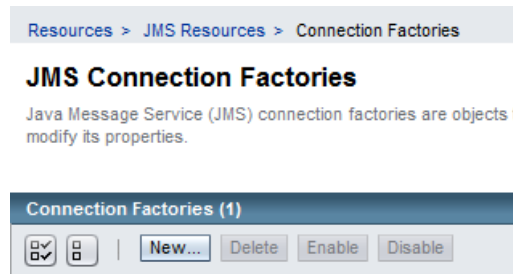 Resources > JMS Resources > Connection Factories
JMS Connection Factories
Java Message Service (JMS) connection factories are objects
modify its properties.
Connection Factories (1)
New... Delete Enable Disable